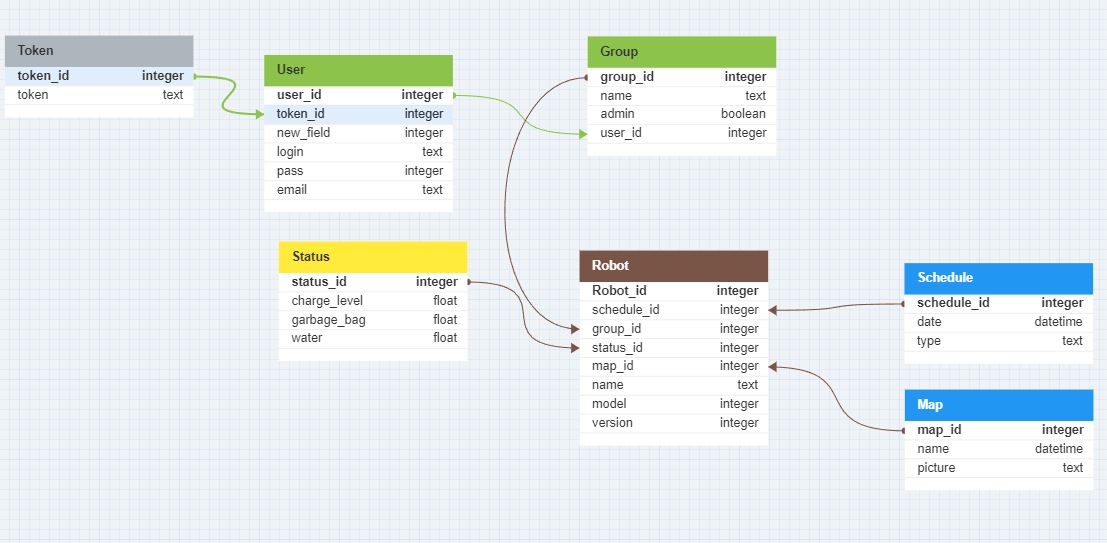 Token
token_id integer
token text
User
user_id integer
token_id integer
new_field integer
login text
pass integer
email text
Group
group_id integer
name text
admin boolean
user_id integer
Status
status_id integer
charge_level float
garbage_bag float
water float
Robot
Robot_id integer
schedule_id integer
group_id integer
status_id integer
map_id integer
name text
model integer
version integer
Schedule
schedule_id integer
date datetime
type text
Map
map_id integer
name datetime
picture text